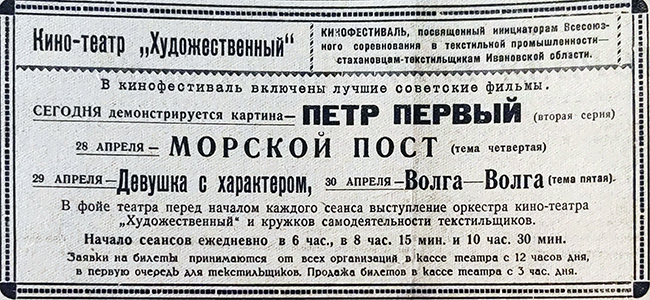 Кино-театр „Художественный“
КИНОФЕСТИВАЛЬ, посвященный инициаторам Всесоюз-
ного соревнования в текстильной промышленности—
стахановцам-текстильщикам Ивановской области.
В кинофестиваль включены лучшие советские фильмы.
СЕГОДНЯ демонстрируется картина— ПЕТР ПЕРВЫЙ (вторая серия)
28 АПРЕЛЯ— МОРСКОЙ ПОСТ (тема четвертая)
29 АПРЕЛЯ—Девушка с характером, 30 АПРЕЛЯ—Волга—Волга (тема пятая).
В фойе театра перед началом каждого сеанса выступление оркестра кино-театра
„Художественный“ и кружков самодеятельности текстильщиков.
Начало сеансов ежедневно в 6 час., в 8 час. 15 мин. и 10 час. 30 мин.
Заявки на билеты принимаются от всех организаций в кассе театра с 12 часов дня,
в первую очередь для текстильщиков. Продажа билетов в кассе театра с 3 час. дня.